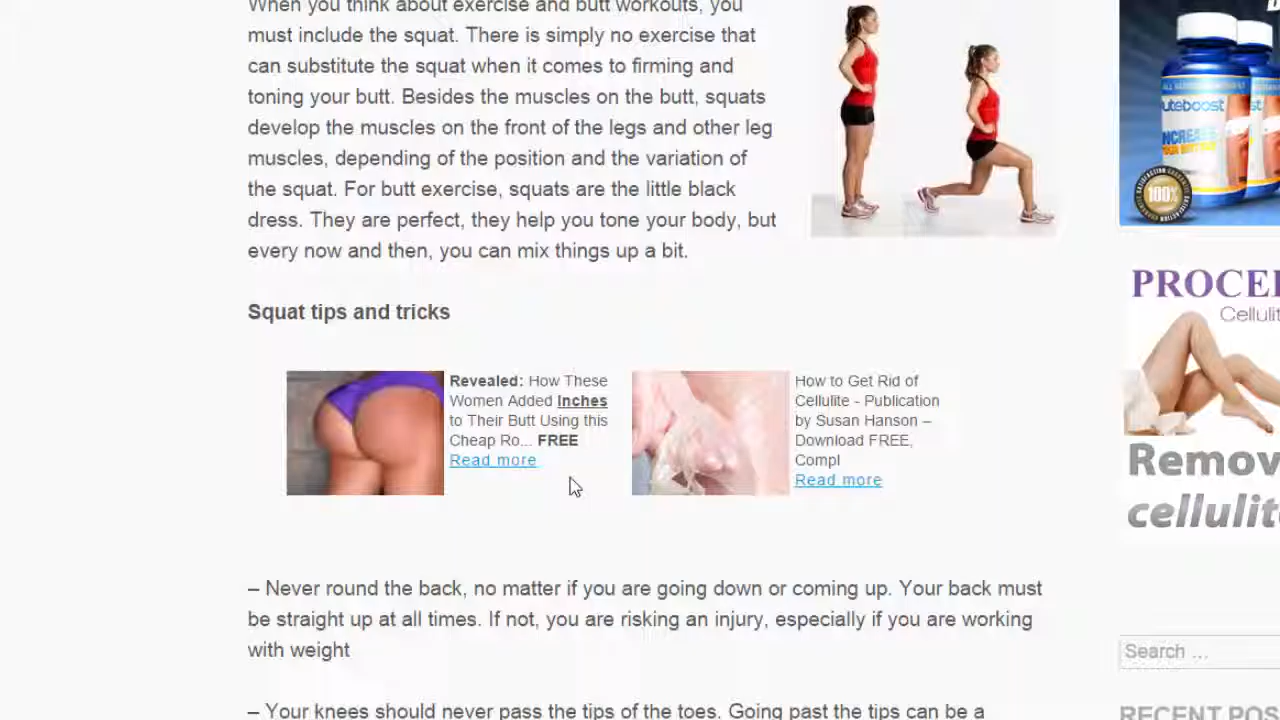 When you think about exercise and butt workouts, you
must include the squat. There is simply no exercise that
can substitute the squat when it comes to firming and
toning your butt. Besides the muscles on the butt, squats
develop the muscles on the front of the legs and other leg
muscles, depending of the position and the variation of
the squat. For butt exercise, squats are the little black
dress. They are perfect, they help you tone your body, but
every now and then, you can mix things up a bit.
Squat tips and tricks
Revealed: How These
Women Added Inches
to Their Butt Using this
Cheap Ro... FREE
Read more
How to Get Rid of
Cellulite - Publication
by Susan Hanson –
Download FREE,
Compl
Read more
– Never round the back, no matter if you are going down or coming up. Your back must
be straight up at all times. If not, you are risking an injury, especially if you are working
with weight
– Your knees should never pass the tips of the toes. Going past the tips can be a
uteboost
INCREASE
100%
PROCE
Cellulit
Remov
cellulit
Search ...
RECENT POS